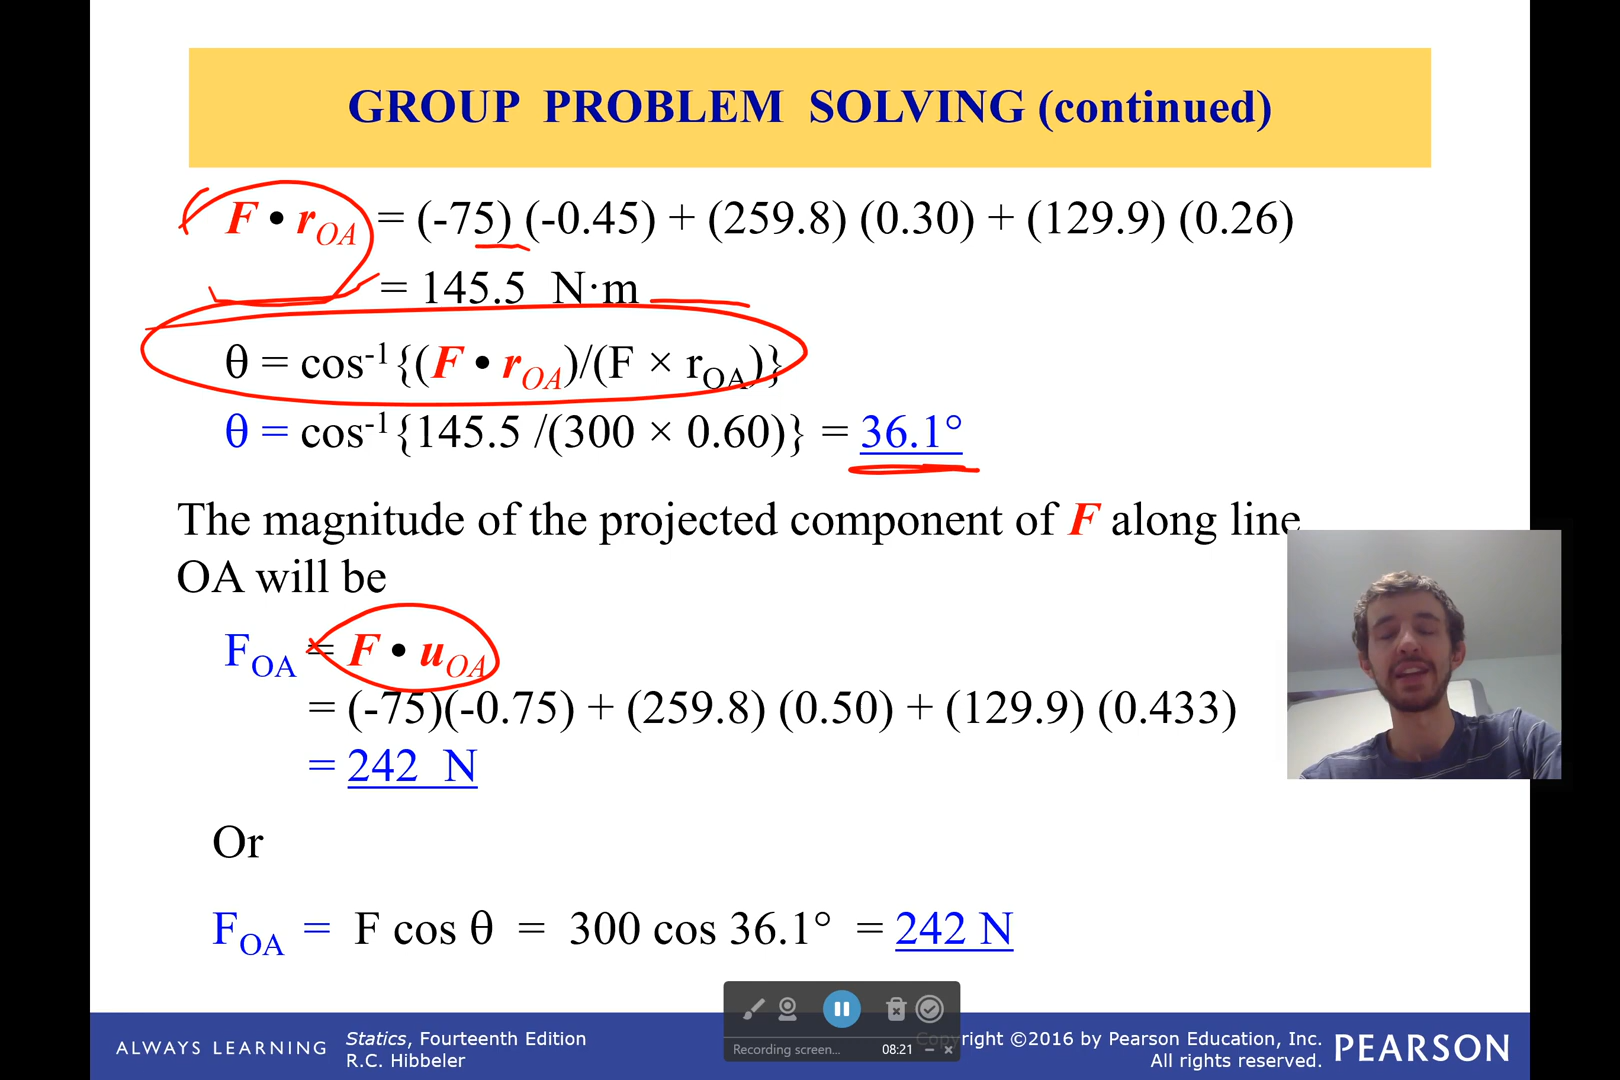 GROUP PROBLEM SOLVING (continued)
F • rOA = (-75) (-0.45) + (259.8) (0.30) + (129.9) (0.26)
= 145.5 N·m
θ = cos-1{(F • rOA)/(F × rOA)}
θ = cos-1{145.5 /(300 × 0.60)} = 36.1°
The magnitude of the projected component of F along line
OA will be
FOA = F • uOA
= (-75)(-0.75) + (259.8) (0.50) + (129.9) (0.433)
= 242 N
Or
FOA = F cos θ = 300 cos 36.1° = 242 N
Recording screen... 08:21
ALWAYS LEARNING
Statics, Fourteenth Edition
R.C. Hibbeler
Copyright ©2016 by Pearson Education, Inc.
All rights reserved.
PEARSON